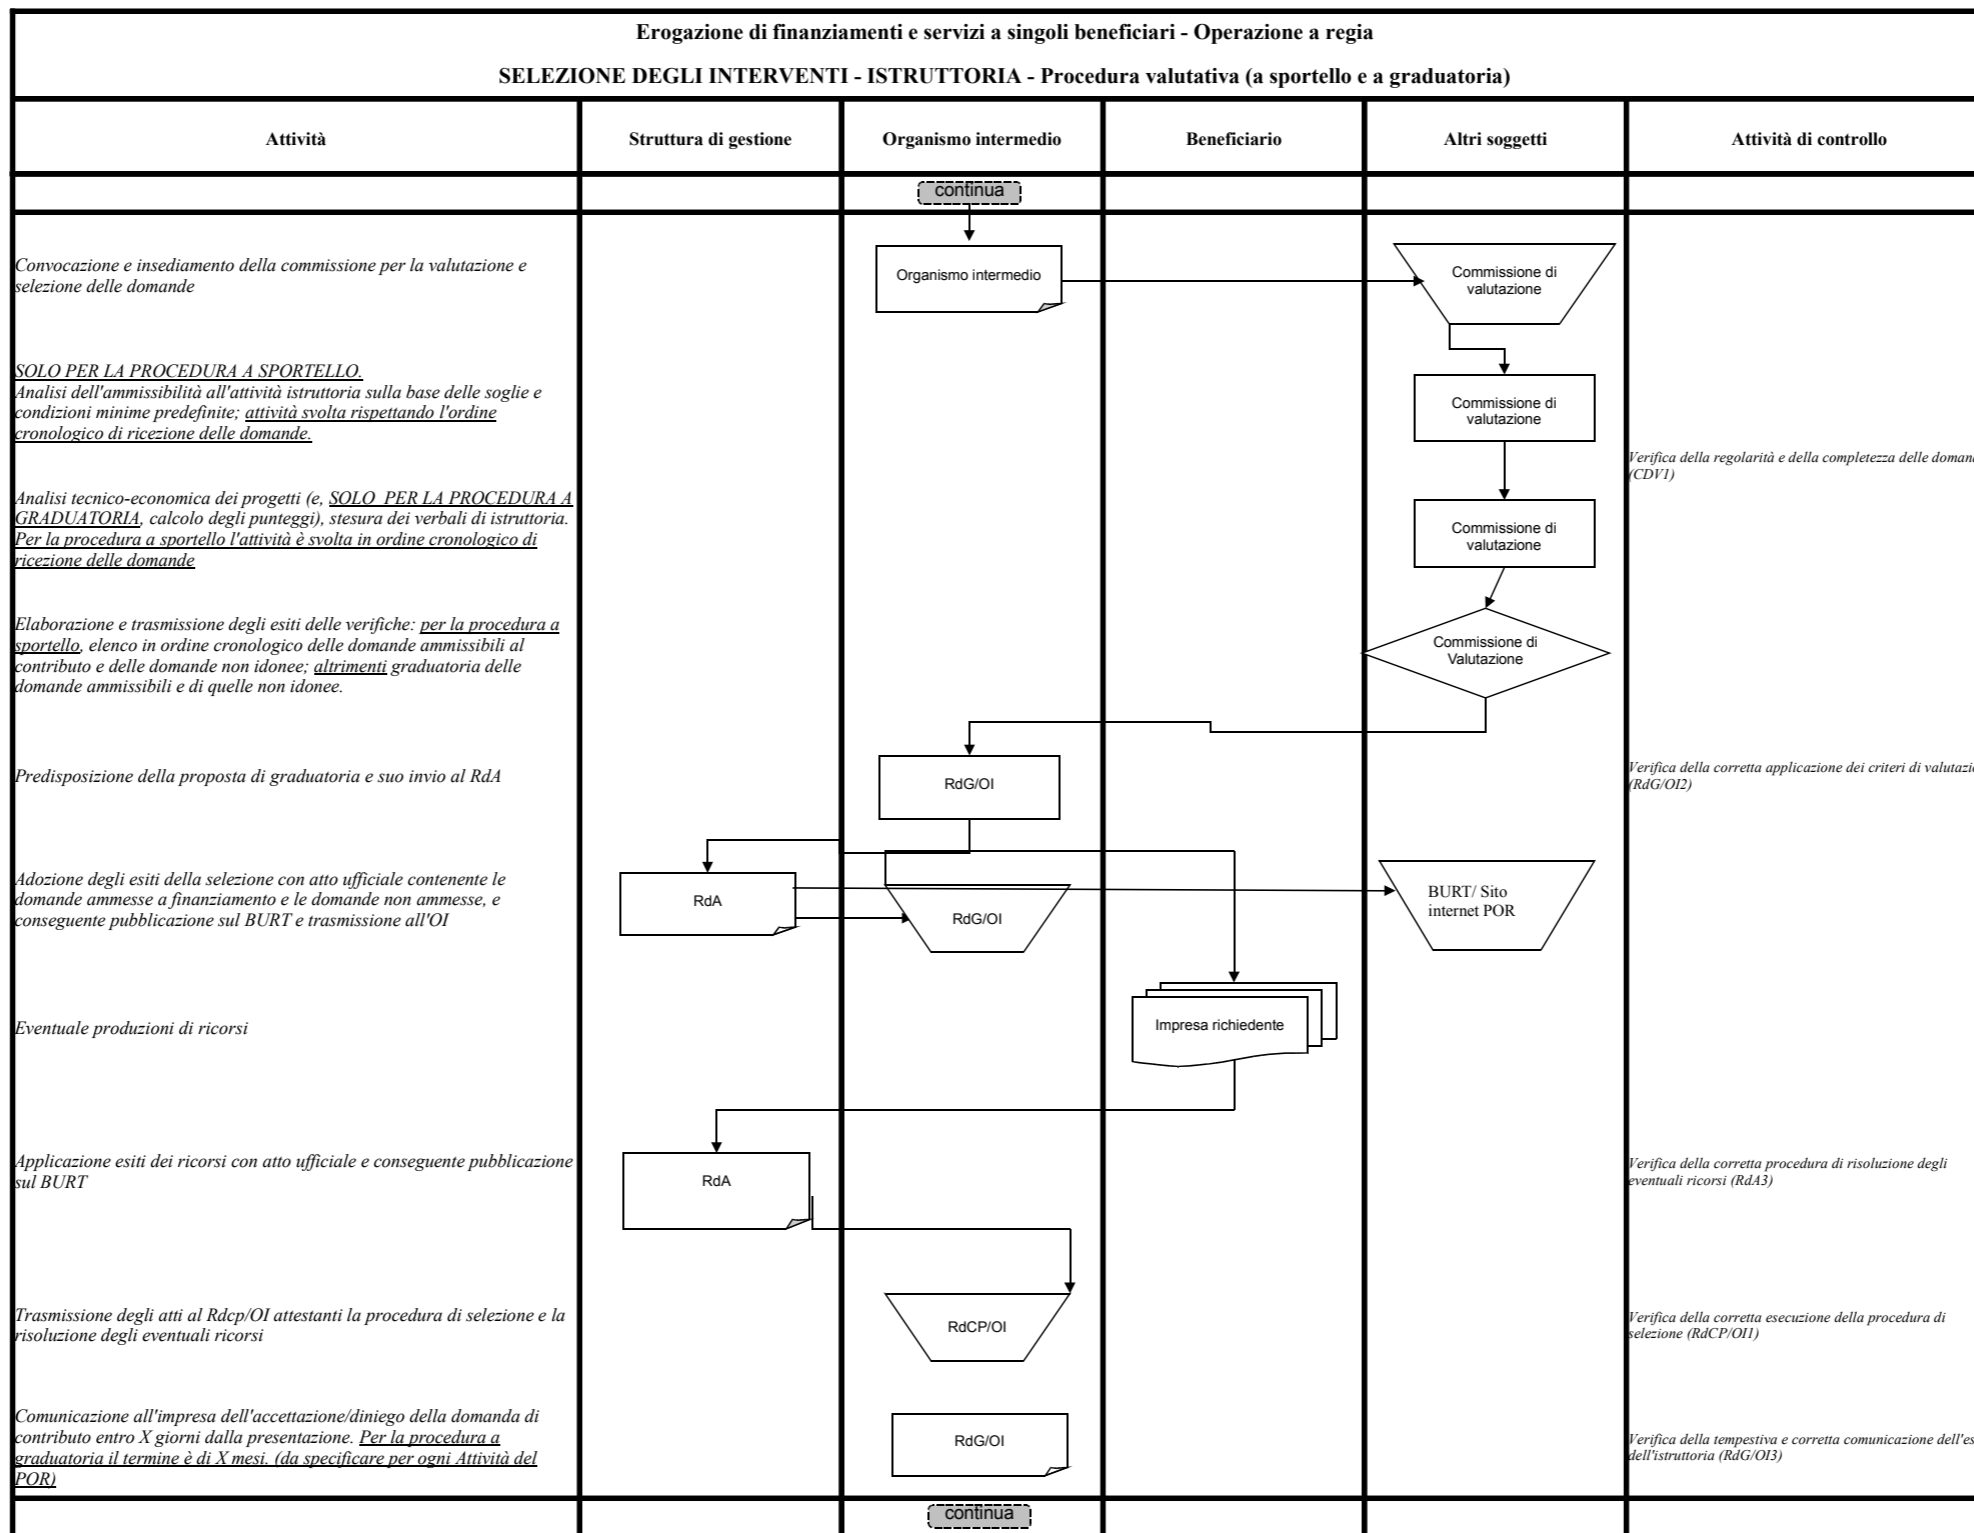 Erogazione di finanziamenti e servizi a singoli beneficiari - Operazione a regia
SELEZIONE DEGLI INTERVENTI - ISTRUTTORIA - Procedura valutativa (a sportello e a graduatoria)
Attività
Struttura di gestione
Organismo intermedio
Beneficiario
Altri soggetti
Attività di controllo
continua
Convocazione e insediamento della commissione per la valutazione e
selezione delle domande
Organismo intermedio
Commissione di
valutazione
SOLO PER LA PROCEDURA A SPORTELLO.
Analisi dell'ammissibilità all'attività istruttoria sulla base delle soglie e
condizioni minime predefinite; attività svolta rispettando l'ordine
cronologico di ricezione delle domande.
Commissione di
valutazione
Verifica della regolarità e della completezza delle
(CDV1)
Analisi tecnico-economica dei progetti (e, SOLO PER LA PROCEDURA A
GRADUATORIA, calcolo degli punteggi), stesura dei verbali di istruttoria.
Per la procedura a sportello l'attività è svolta in ordine cronologico di
ricezione delle domande
Commissione di
valutazione
Elaborazione e trasmissione degli esiti delle verifiche: per la procedura a
sportello, elenco in ordine cronologico delle domande ammissibili al
contributo e delle domande non idonee; altrimenti graduatoria delle
domande ammissibili e di quelle non idonee.
Commissione di
Valutazione
Predisposizione della proposta di graduatoria e suo invio al RdA
RdG/OI
Verifica della corretta applicazione dei criteri di
(RdG/OI2)
Adozione degli esiti della selezione con atto ufficiale contenente le
domande ammesse a finanziamento e le domande non ammesse, e
conseguente pubblicazione sul BURT e trasmissione all'OI
RdA
RdG/OI
BURT/ Sito
internet POR
Eventuale produzioni di ricorsi
Impresa richiedente
Applicazione esiti dei ricorsi con atto ufficiale e conseguente pubblicazione
sul BURT
RdA
Verifica della corretta procedura di risoluzione degli
eventuali ricorsi (RdA3)
Trasmissione degli atti al Rdcp/OI attestanti la procedura di selezione e la
risoluzione degli eventuali ricorsi
RdCP/OI
Verifica della corretta esecuzione della procedura di
selezione (RdCP/OI1)
Comunicazione all'impresa dell'accettazione/diniego della domanda di
contributo entro X giorni dalla presentazione. Per la procedura a
graduatoria il termine è di X mesi. (da specificare per ogni Attività del
POR)
RdG/OI
Verifica della tempestiva e corretta comunicazione
dell'istruttoria (RdG/OI3)
continua